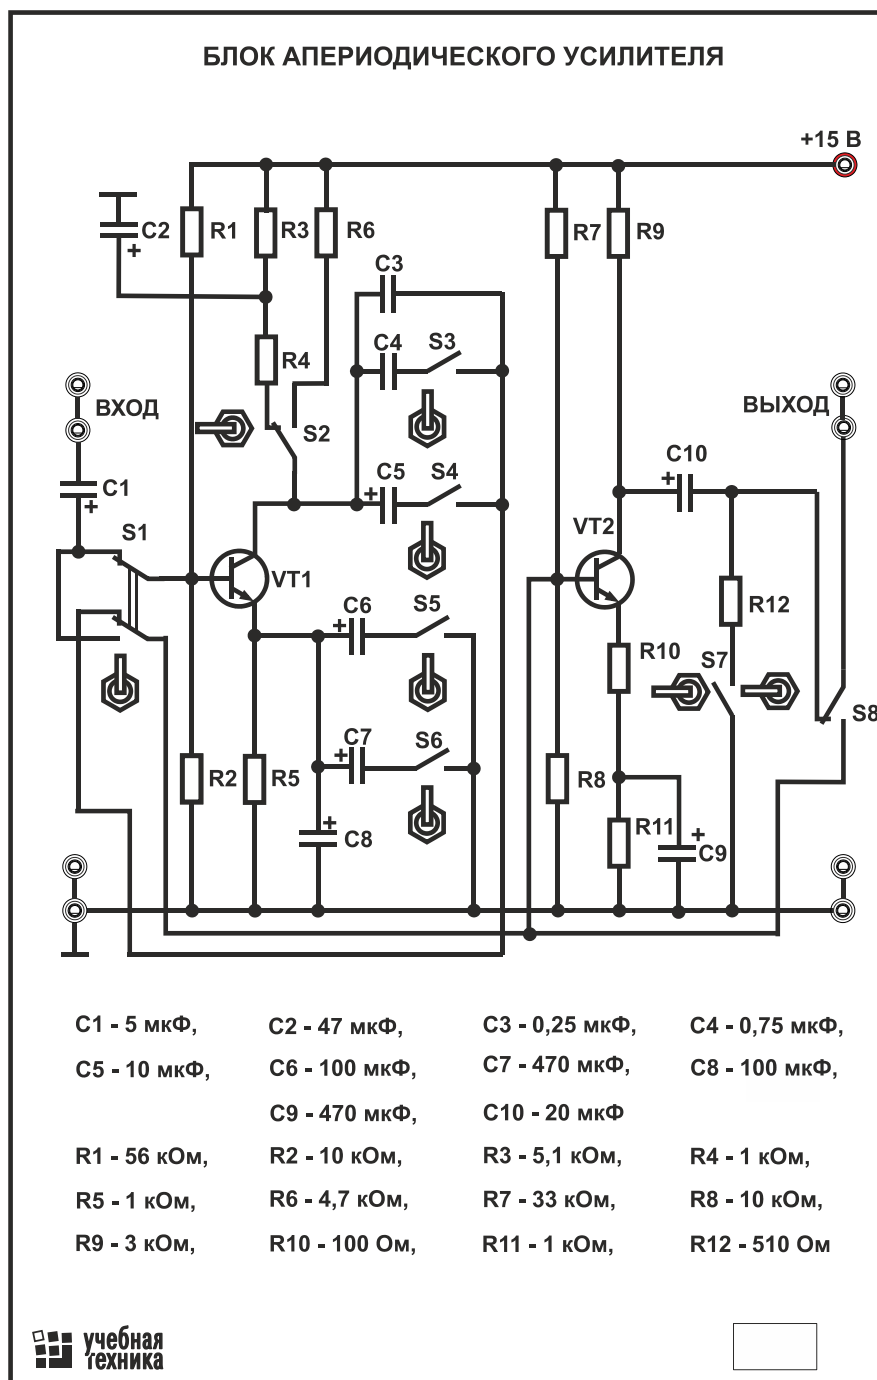 БЛОК АПЕРИОДИЧЕСКОГО УСИЛИТЕЛЯ
+15 В
C2
+
R1
R3
R6
R7
R9
C3
C4
S3
R4
ВХОД
S2
ВЫХОД
C1
+
C5
+
S4
C10
+
S1
VT1
VT2
C6
+
S5
R12
R10
S7
S8
C7
+
S6
R2
R5
R8
C8
+
R11
C9
+
C1 - 5 мкФ, C2 - 47 мкФ, C3 - 0,25 мкФ, C4 - 0,75 мкФ,
C5 - 10 мкФ, C6 - 100 мкФ, C7 - 470 мкФ, C8 - 100 мкФ,
C9 - 470 мкФ, C10 - 20 мкФ
R1 - 56 кОм, R2 - 10 кОм, R3 - 5,1 кОм, R4 - 1 кОм,
R5 - 1 кОм, R6 - 4,7 кОм, R7 - 33 кОм, R8 - 10 кОм,
R9 - 3 кОм, R10 - 100 Ом, R11 - 1 кОм, R12 - 510 Ом
учебная
техника